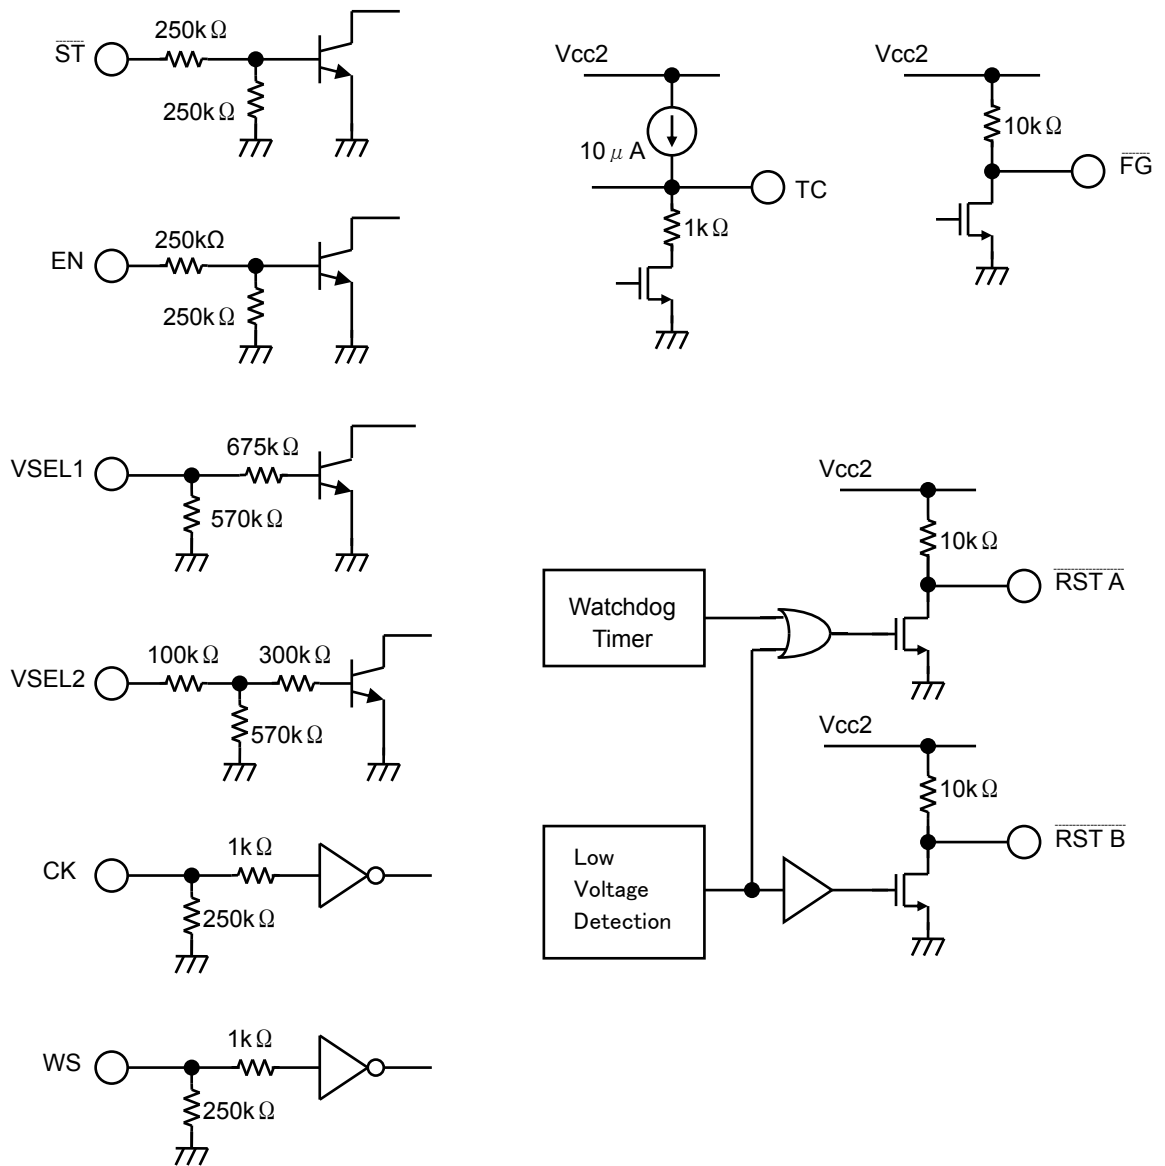 ST
250kΩ
250kΩ
EN
250kΩ
250kΩ
VSEL1
675kΩ
570kΩ
VSEL2
100kΩ
300kΩ
570kΩ
CK
1kΩ
250kΩ
WS
1kΩ
250kΩ
Vcc2
10μA
TC
1kΩ
Vcc2
10kΩ
FG
Vcc2
10kΩ
RST A
Watchdog
Timer
Vcc2
10kΩ
RST B
Low
Voltage
Detection